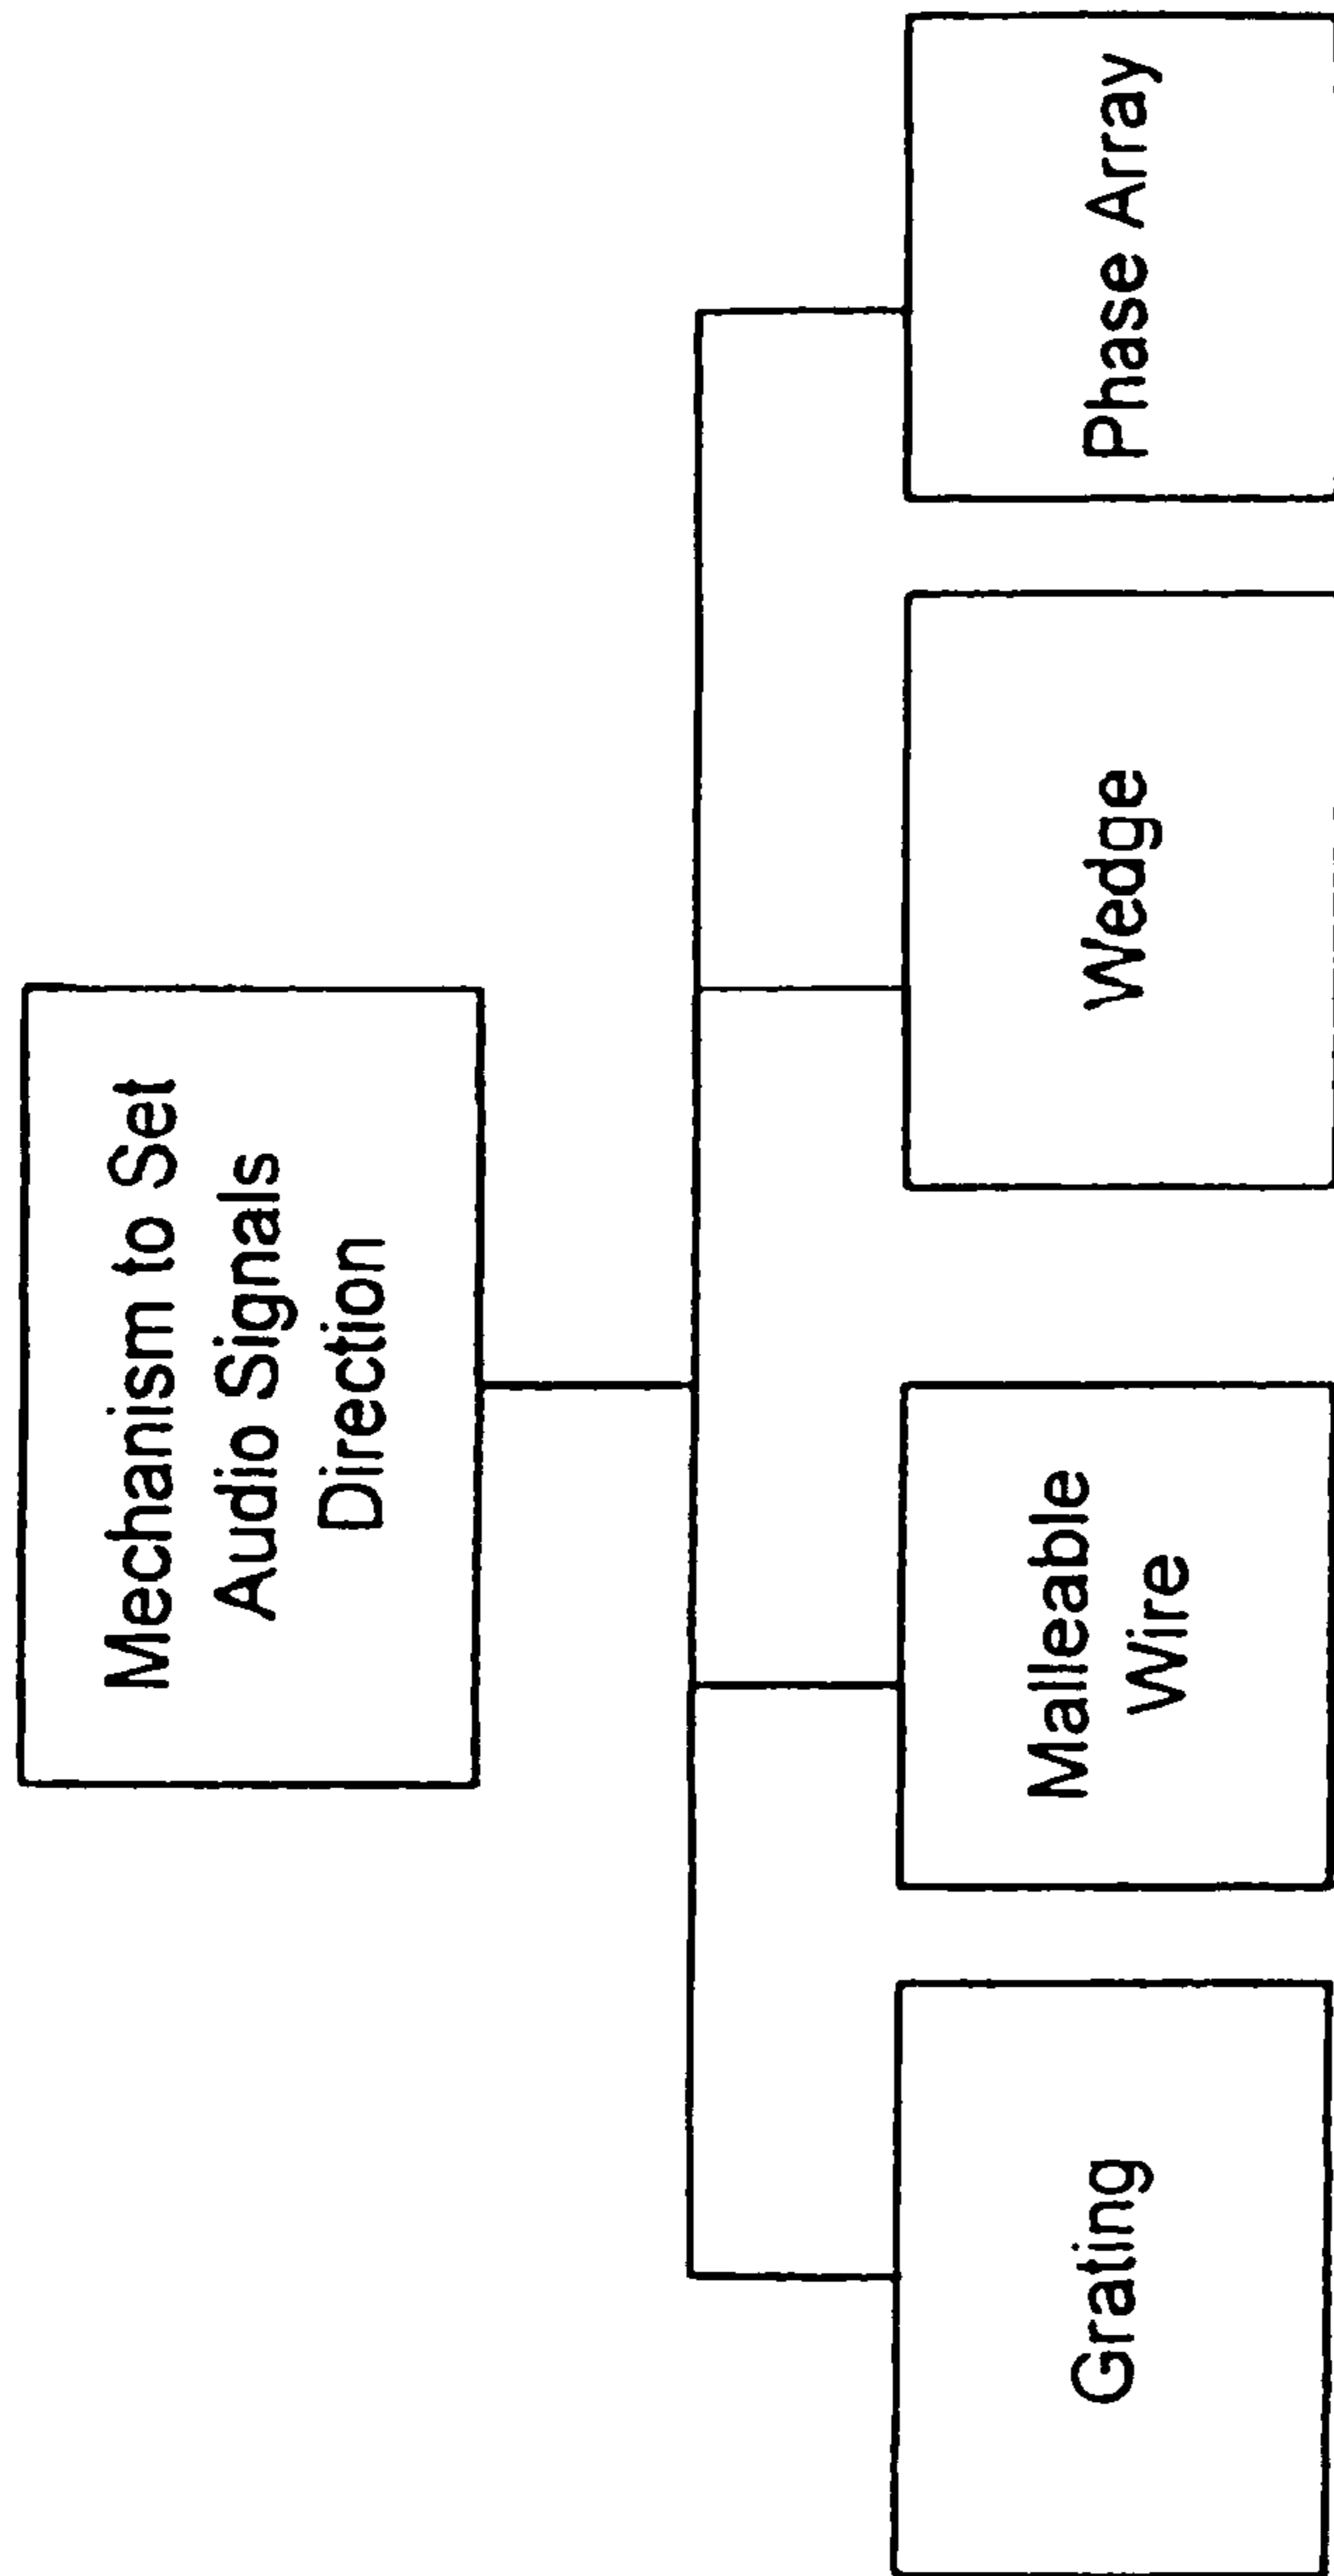 Mechanism to Set
Audio Signals
Direction
Grating
Malleable
Wire
Wedge
Phase Array